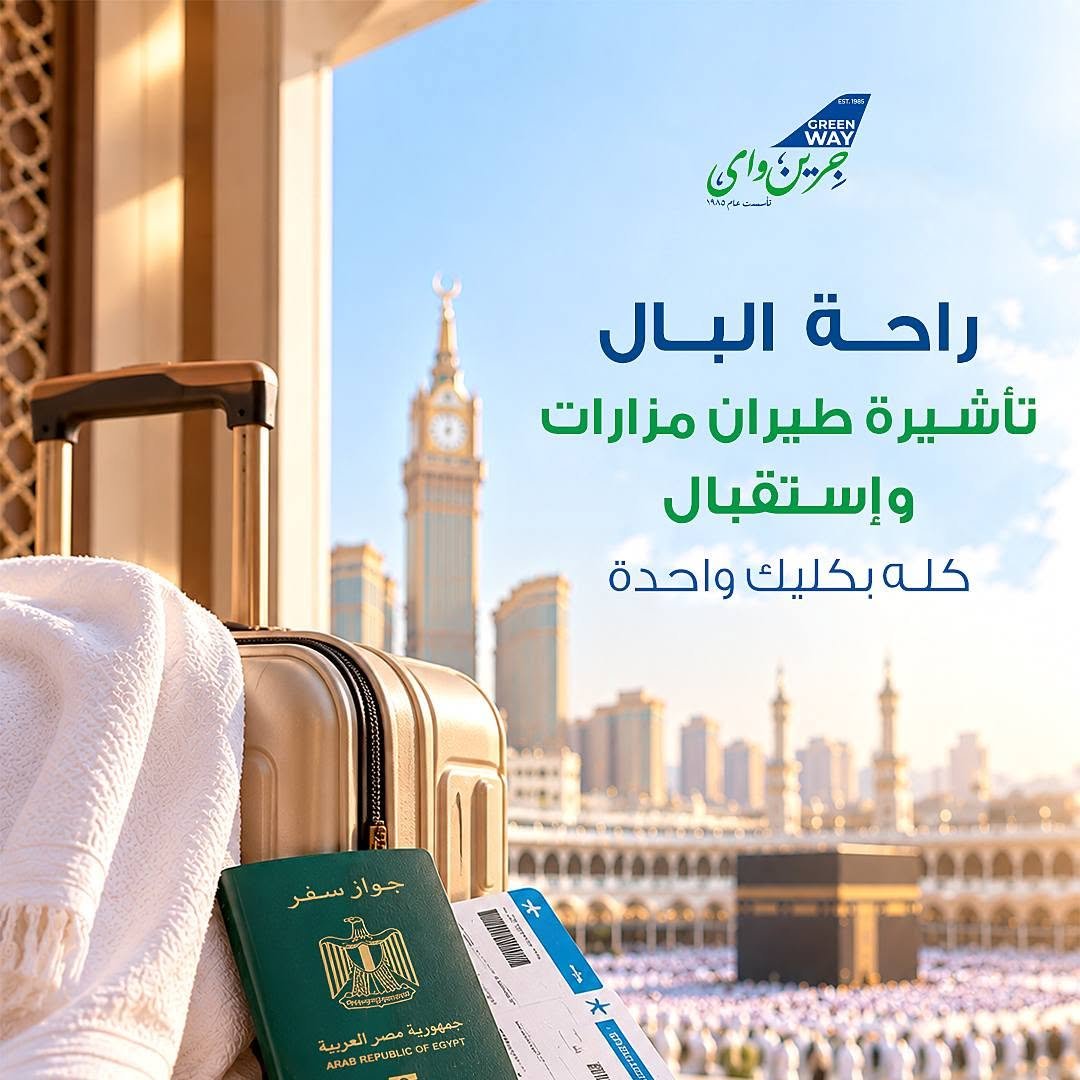 EST. 1985
GREEN
WAY
جرين واى
تأسست عام ١٩٨٥
راحة البال
تأشيرة طيران مزارات
وإستقبال
كله بكليك واحدة
جواز سفر
جمهورية مصر العربية
ARAB REPUBLIC OF EGYPT